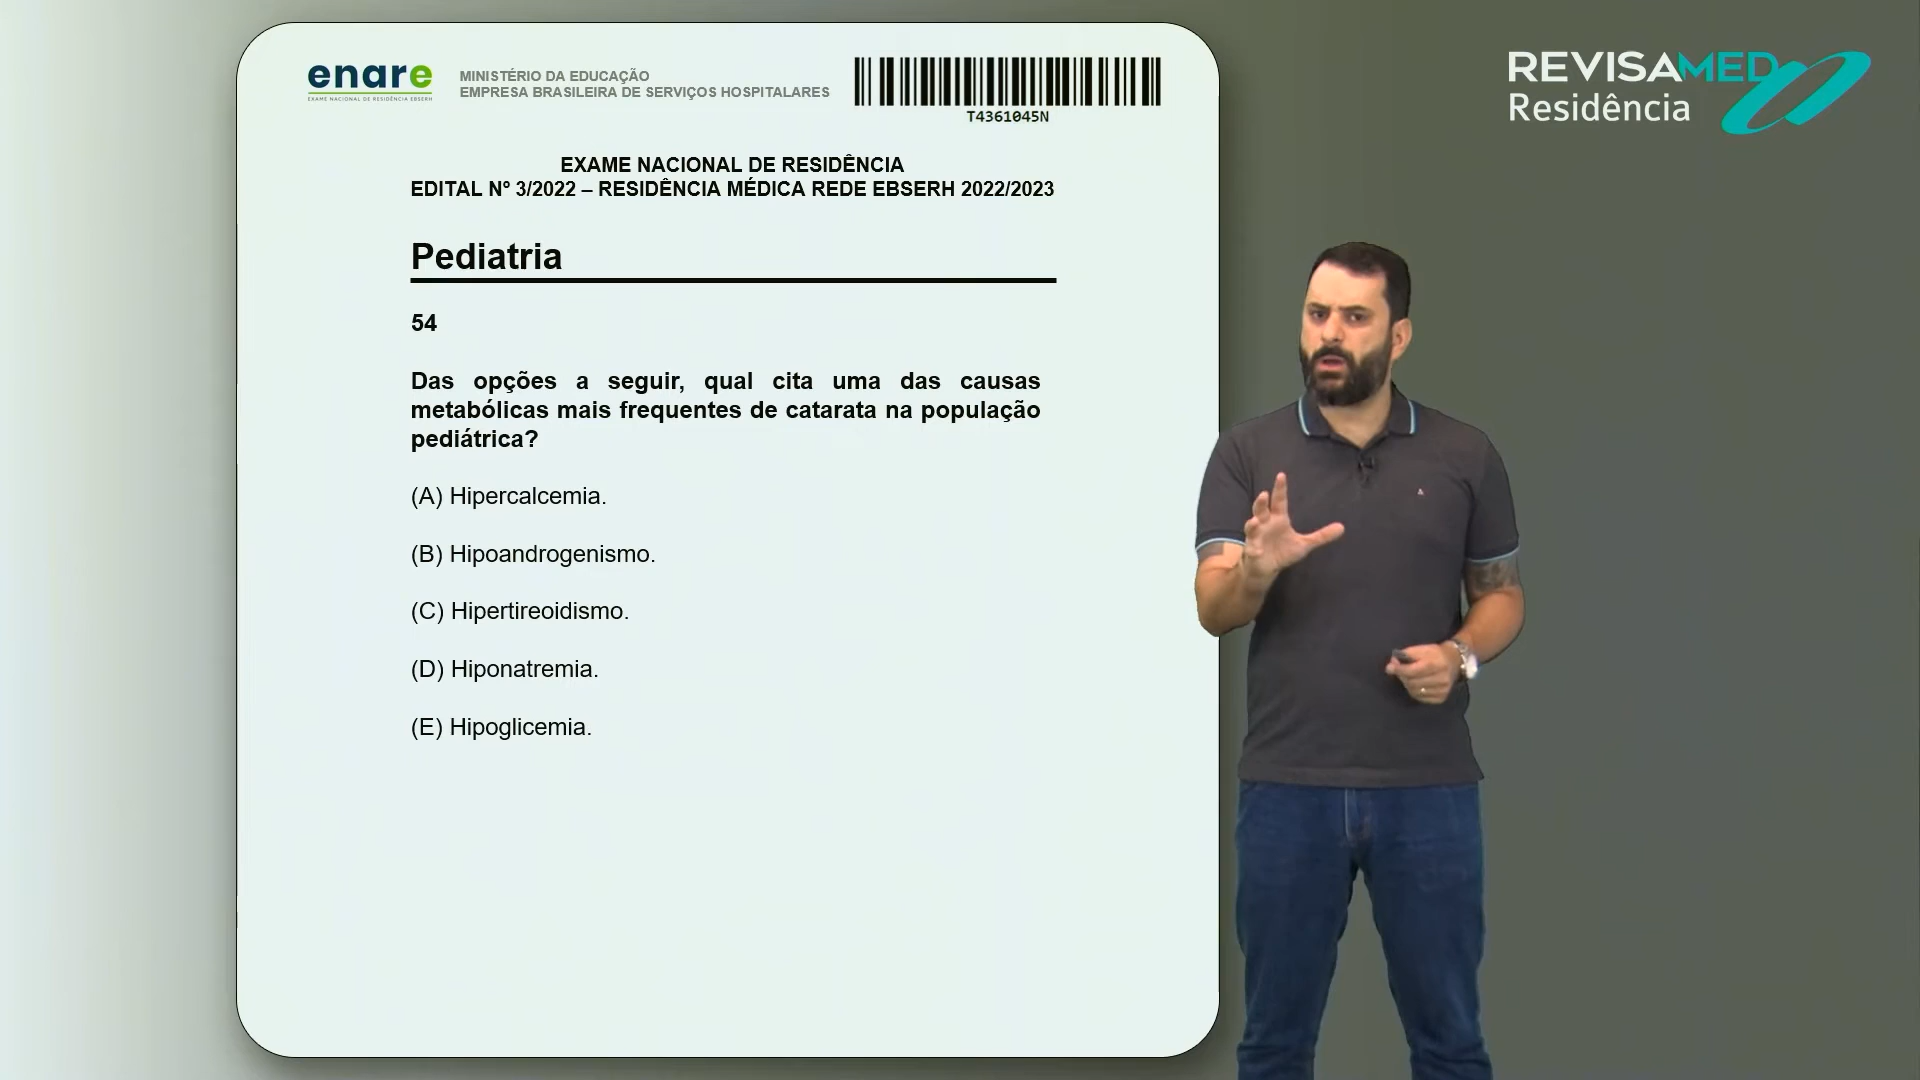 enare
EXAME NACIONAL DE RESIDÊNCIA EBSERH
MINISTÉRIO DA EDUCAÇÃO
EMPRESA BRASILEIRA DE SERVIÇOS HOSPITALARES
T4361045N
REVISAMED
Residência
EXAME NACIONAL DE RESIDÊNCIA
EDITAL Nº 3/2022 – RESIDÊNCIA MÉDICA REDE EBSERH 2022/2023
Pediatria
54
Das opções a seguir, qual cita uma das causas
metabólicas mais frequentes de catarata na população
pediátrica?
(A) Hipercalcemia.
(B) Hipoandrogenismo.
(C) Hipertireoidismo.
(D) Hiponatremia.
(E) Hipoglicemia.